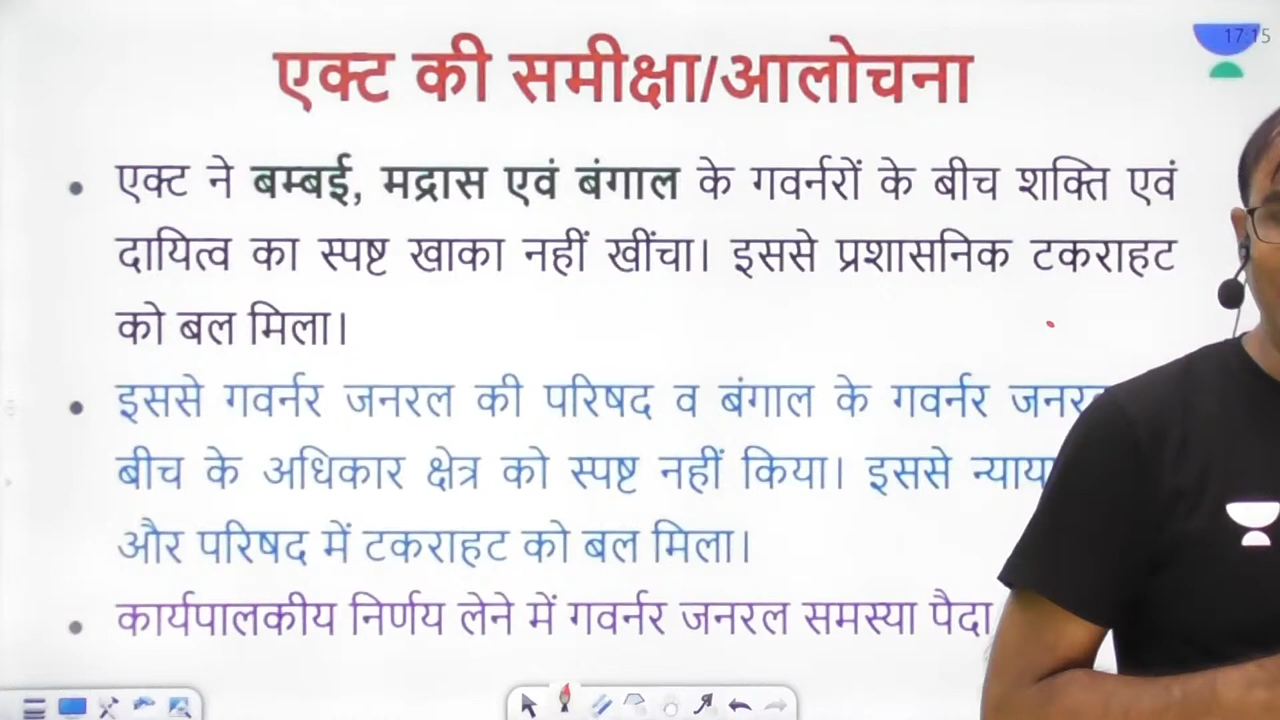 17:15
एक्ट की समीक्षा/आलोचना
• एक्ट ने बम्बई, मद्रास एवं बंगाल के गवर्नरों के बीच शक्ति एवं
दायित्व का स्पष्ट खाका नहीं खींचा। इससे प्रशासनिक टकराहट
को बल मिला।
• इससे गवर्नर जनरल की परिषद व बंगाल के गवर्नर
बीच के अधिकार क्षेत्र को स्पष्ट नहीं किया। इससे
और परिषद में टकराहट को बल मिला।
• कार्यपालकीय निर्णय लेने में गवर्नर जनरल समस्या पैदा